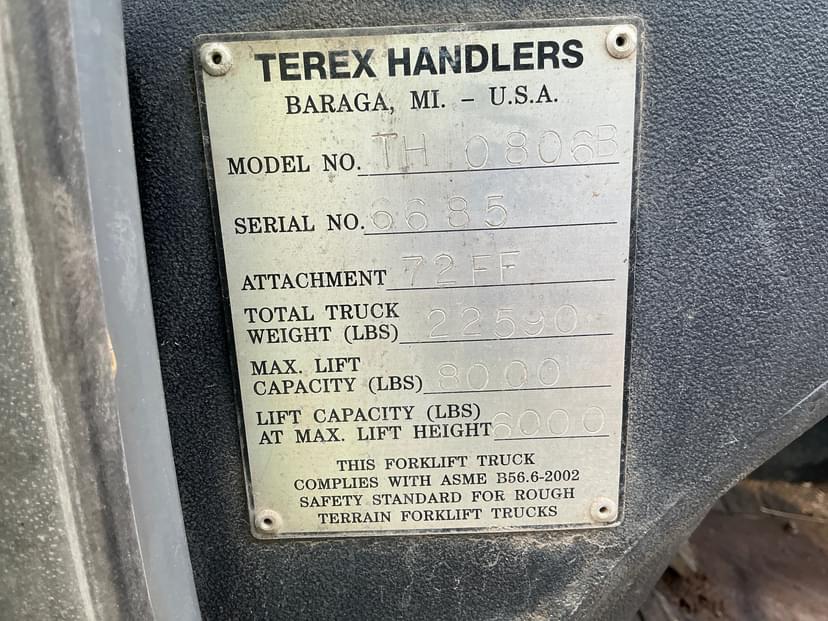 TEREX HANDLERS
BARAGA, MI. – U.S.A.
MODEL NO. TH 0806B
SERIAL NO. 6685
ATTACHMENT 72FF
TOTAL TRUCK
WEIGHT (LBS) 22590
MAX. LIFT
CAPACITY (LBS) 8000
LIFT CAPACITY (LBS)
AT MAX. LIFT HEIGHT 6000
THIS FORKLIFT TRUCK
COMPLIES WITH ASME B56.6-2002
SAFETY STANDARD FOR ROUGH
TERRAIN FORKLIFT TRUCKS